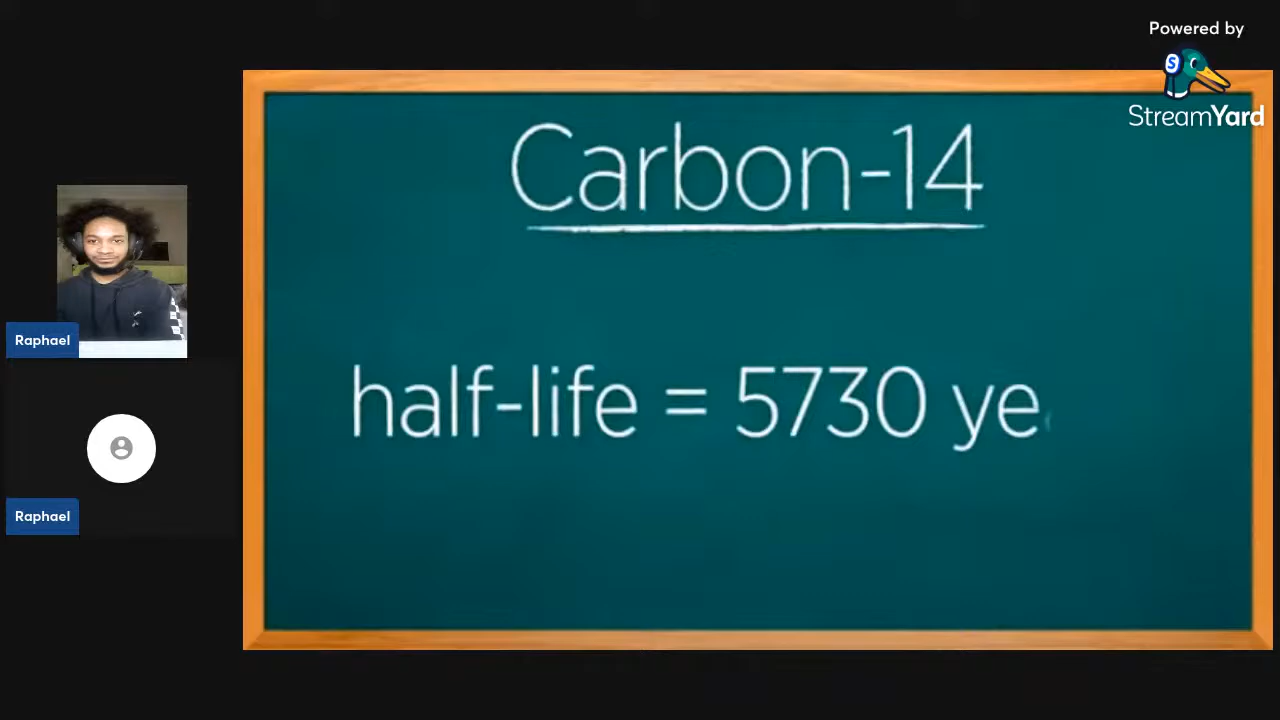 Powered by
StreamYard
Carbon-14
half-life = 5730 ye
Raphael
Raphael